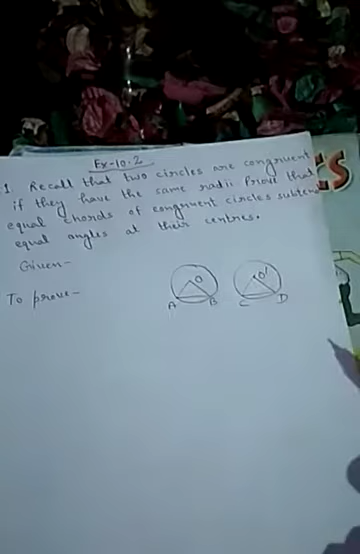 Ex-10.2
1. Recall that two circles are congruent
if they have the same radii. Prove that
equal chords of congruent circles subtend
equal angles at their centres.
Given-
To prove-
O O'
A B C D